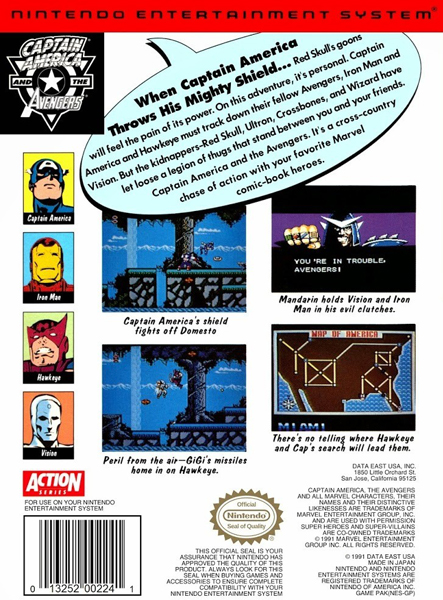 NINTENDO ENTERTAINMENT SYSTEM®
CAPTAIN
AMERICA
AND THE
AVENGERS
When Captain America
Throws His Mighty Shield... Red Skull's goons
will feel the pain of its power. On this adventure, it's personal. Captain
America and Hawkeye must track down their fellow Avengers, Iron Man and
Vision. But the kidnappers-Red Skull, Ultron, Crossbones, and Wizard have
let loose a legion of thugs that stand between you and your friends.
Captain America and the Avengers. It's a cross-country
chase of action with your favorite Marvel
comic-book heroes.
Captain America
Iron Man
Hawkeye
Vision
Captain America's shield
fights off Domesto
YOU'RE IN TROUBLE,
AVENGERS!
Mandarin holds Vision and Iron
Man in his evil clutches.
Peril from the air—GiGi's missiles
home in on Hawkeye.
MAP OF AMERICA
MIAMI
There's no telling where Hawkeye
and Cap's search will lead them.
ACTION
SERIES
FOR USE ON YOUR NINTENDO
ENTERTAINMENT SYSTEM
0 13252 00224 1
Official
Nintendo
Seal of Quality
THIS OFFICIAL SEAL IS YOUR
ASSURANCE THAT NINTENDO HAS
APPROVED THE QUALITY OF THIS
PRODUCT. ALWAYS LOOK FOR THIS
SEAL WHEN BUYING GAMES AND
ACCESSORIES TO ENSURE COMPLETE
COMPATIBILITY WITH YOUR
NINTENDO ENTERTAINMENT SYSTEM
DATA EAST USA, INC.
1850 Little Orchard St.
San Jose, California 95125
CAPTAIN AMERICA, THE AVENGERS
AND ALL MARVEL CHARACTERS, THEIR
NAMES AND THEIR DISTINCTIVE
LIKENESSES ARE TRADEMARKS OF
MARVEL ENTERTAINMENT GROUP, INC.
AND ARE USED WITH PERMISSION
SUPER HEROES AND SUPER-VILLAINS
ARE CO-OWNED TRADEMARKS
© 1991 MARVEL ENTERTAINMENT
GROUP INC. ALL RIGHTS RESERVED.
© 1991 DATA EAST USA
MADE IN JAPAN
NINTENDO AND NINTENDO
ENTERTAINMENT SYSTEMS ARE
REGISTERED TRADEMARKS OF
NINTENDO OF AMERICA INC.
GAME PAK(NES-GP)